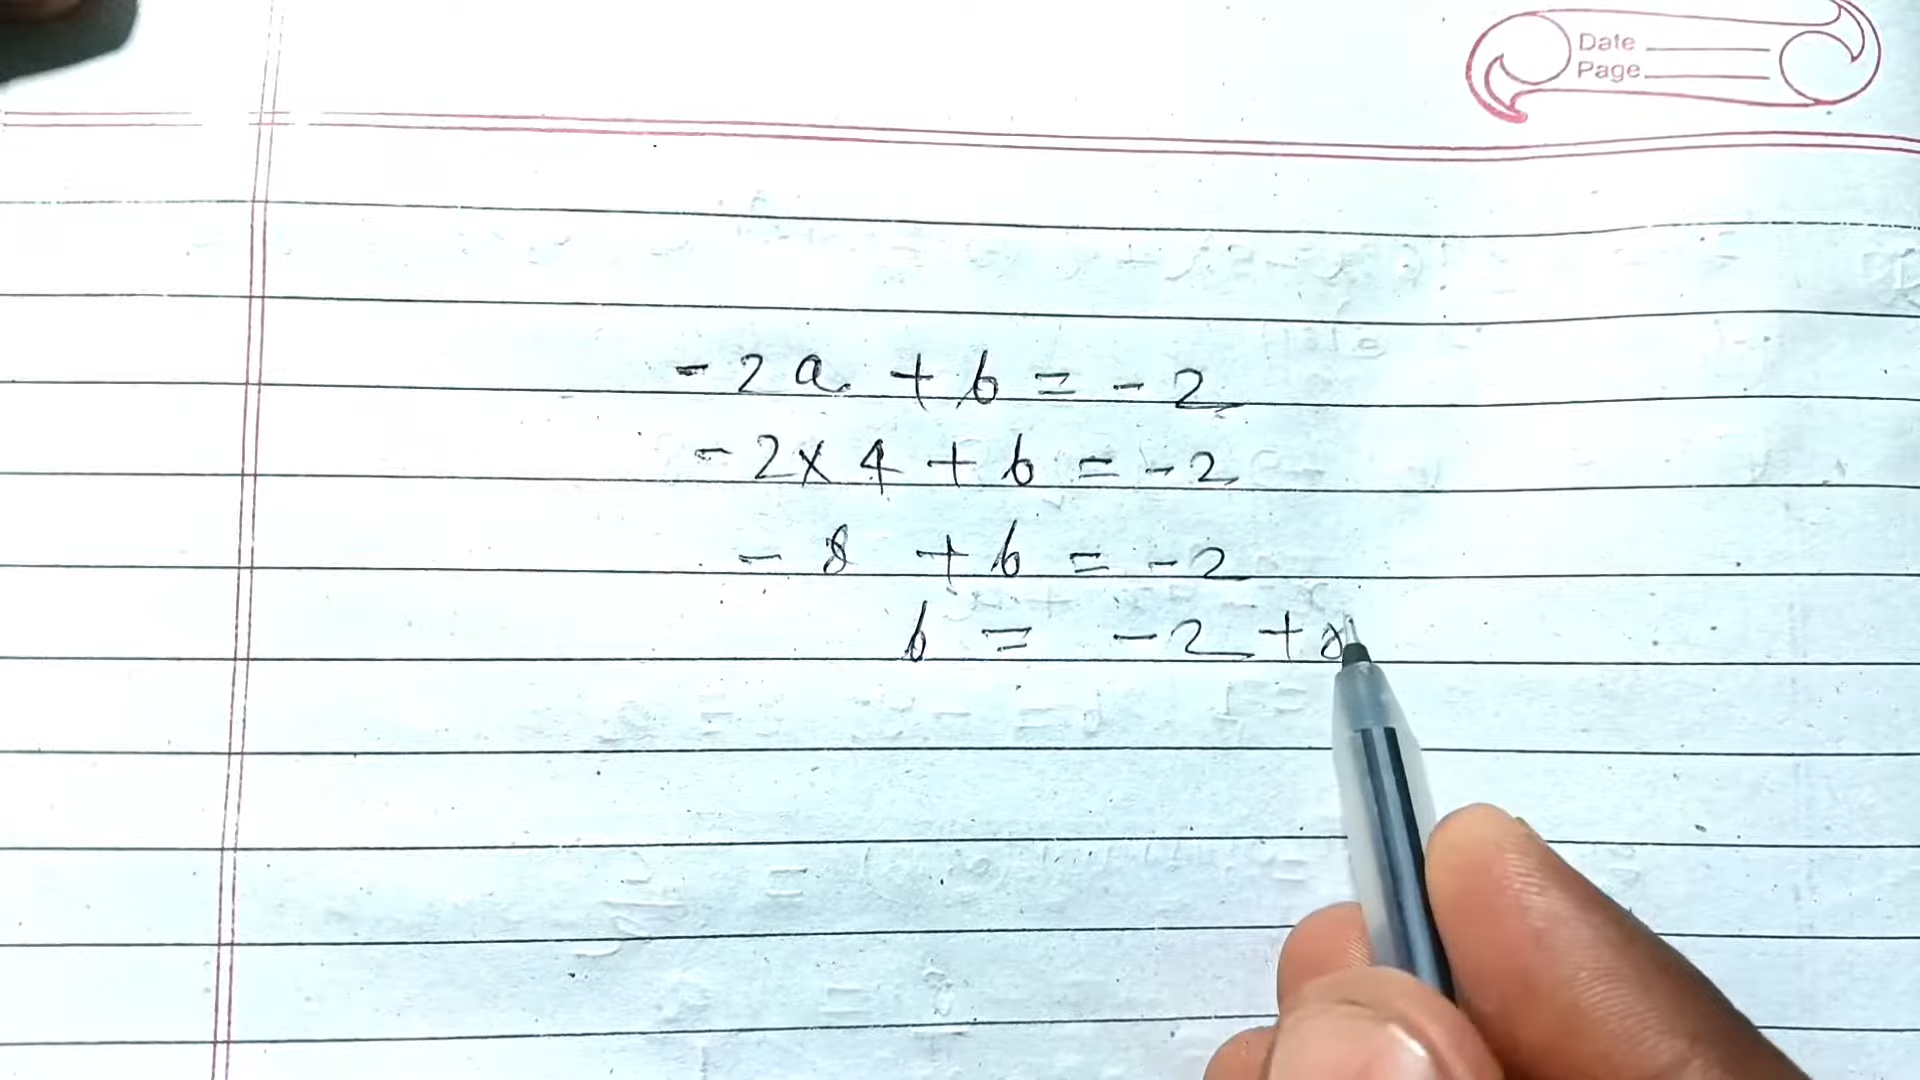 Date
Page
- 2a + b = - 2
- 2 × 4 + b = - 2
- 8 + b = - 2
b = - 2 + 8